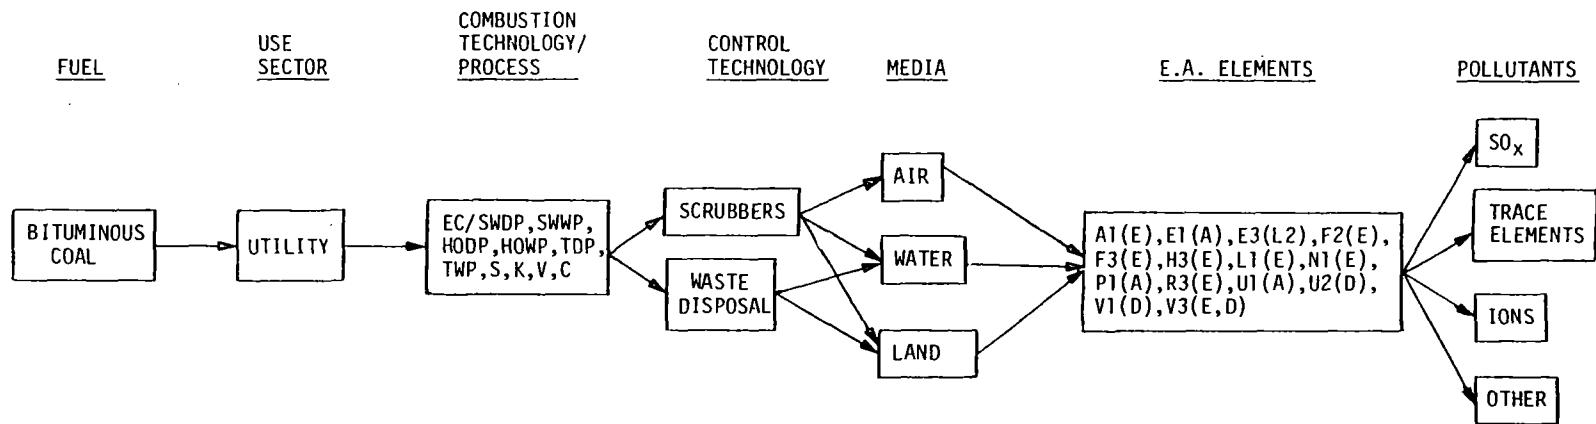 FUEL
USE
SECTOR
COMBUSTION
TECHNOLOGY/
PROCESS
CONTROL
TECHNOLOGY
MEDIA
E.A. ELEMENTS
POLLUTANTS
BITUMINOUS
COAL
UTILITY
EC/SWDP,SWWP,
HODP,HOWP,TDP,
TWP,S,K,V,C
SCRUBBERS
WASTE
DISPOSAL
AIR
WATER
LAND
A1(E),E1(A),E3(L2),F2(E),
F3(E),H3(E),L1(E),N1(E),
P1(A),R3(E),U1(A),U2(D),
V1(D),V3(E,D)
SOx
TRACE
ELEMENTS
IONS
OTHER